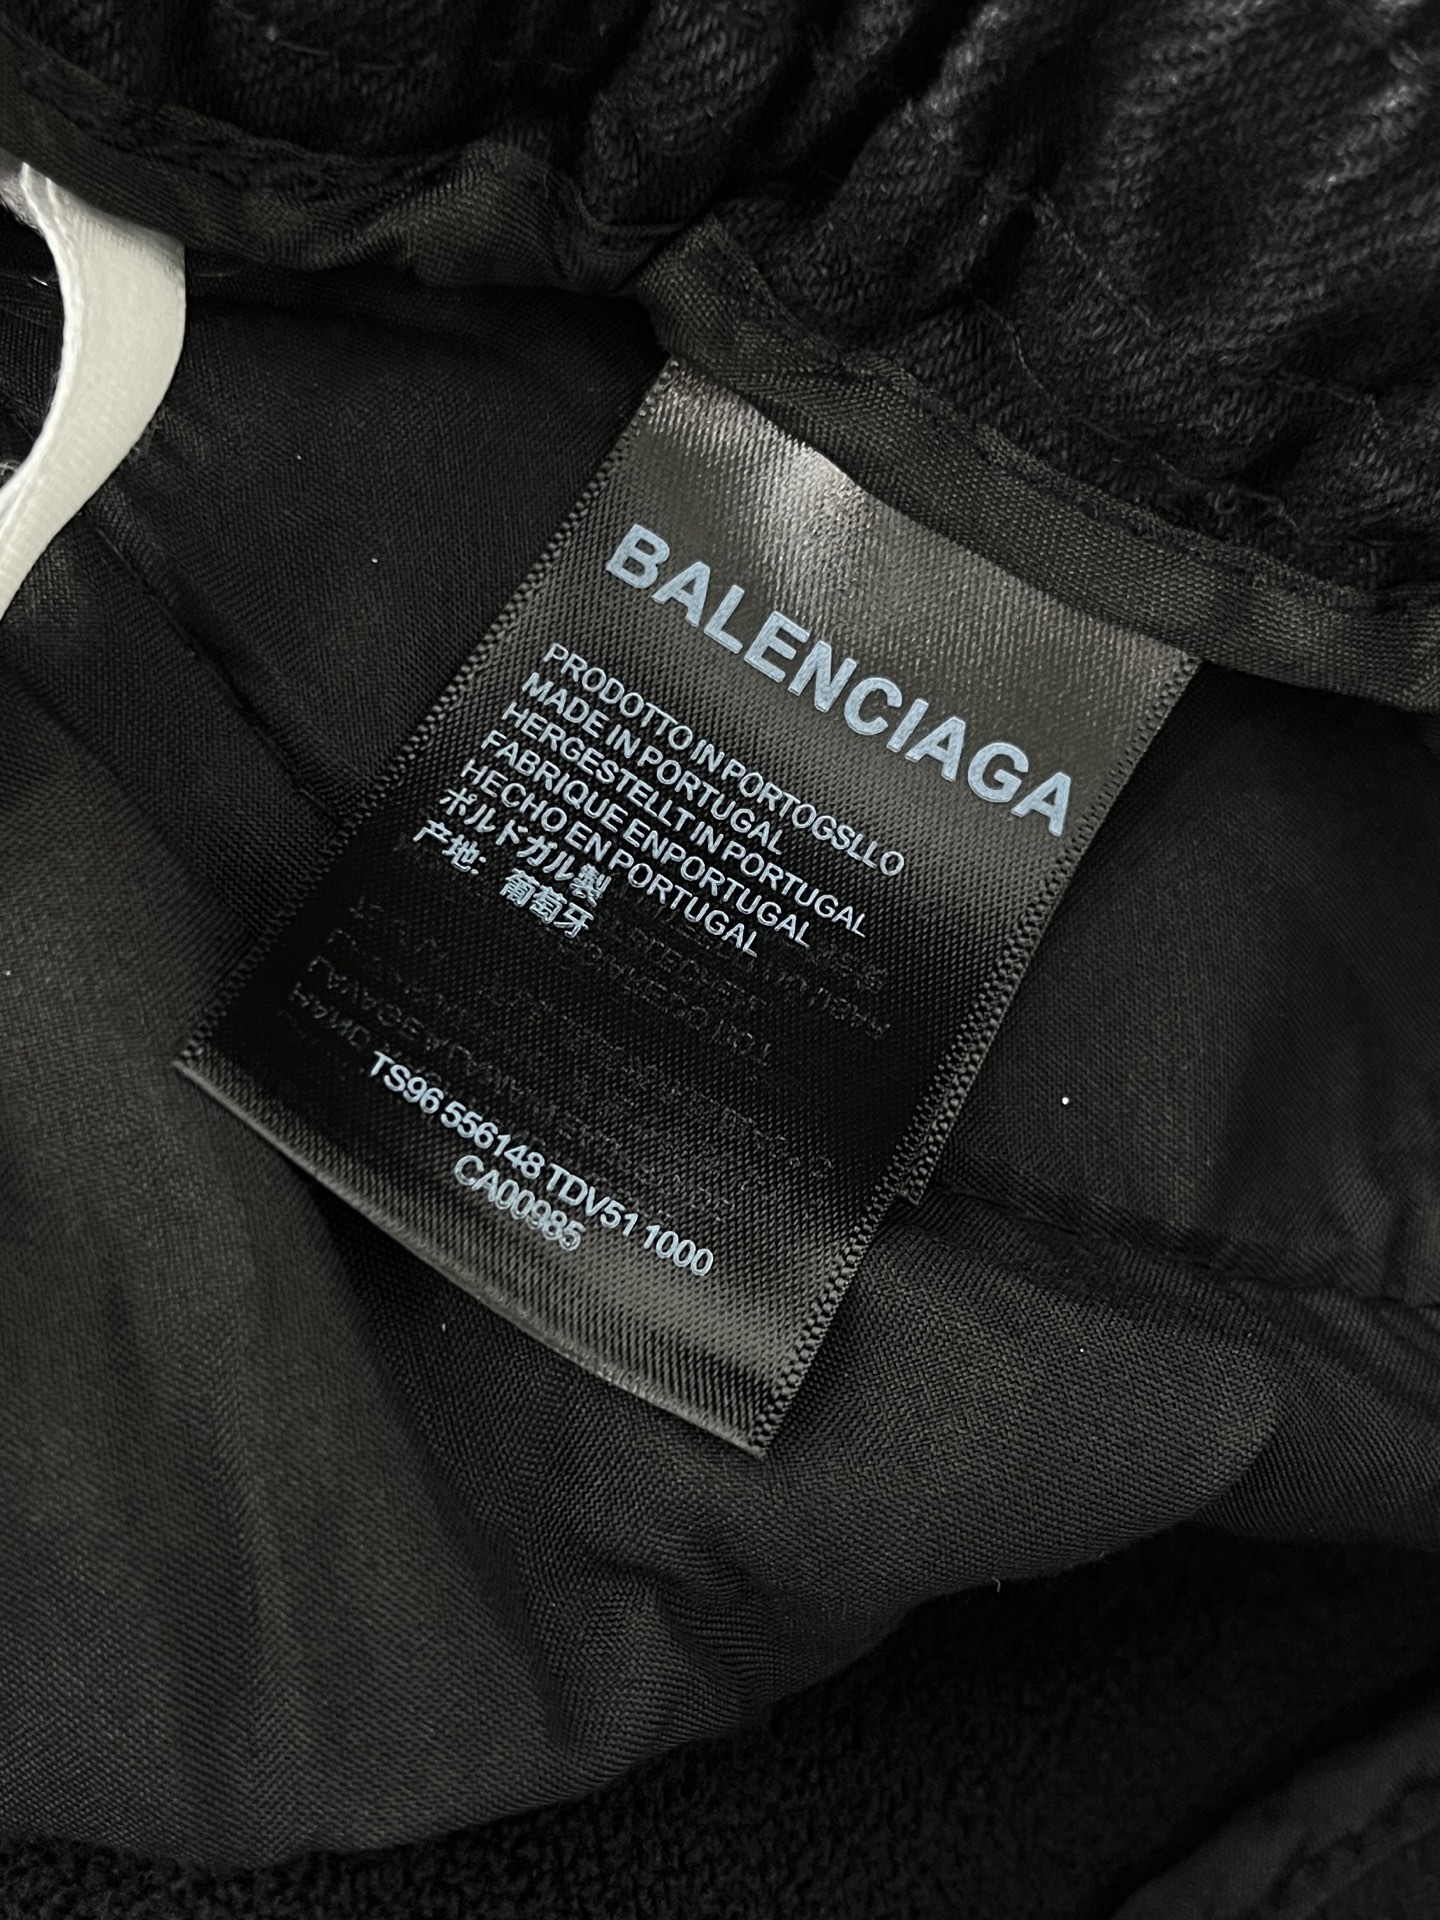 BALENCIAGA
PRODOTTO IN PORTOGSLLO
MADE IN PORTUGAL
HERGESTELLT IN PORTUGAL
FABRIQUE ENPORTUGAL
HECHO EN PORTUGAL
ポルドガル製
产地: 葡萄牙
TS96 556148 TDV51 1000
CA00985